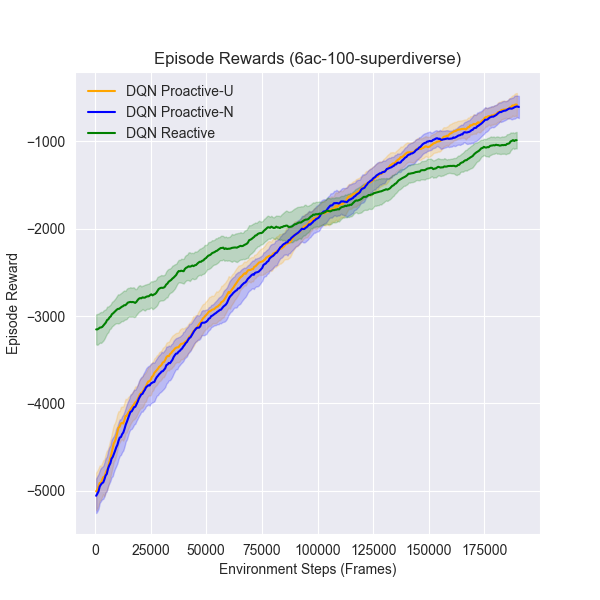 Episode Rewards (6ac-100-superdiverse)
DQN Proactive-U
DQN Proactive-N
DQN Reactive
−1000
−2000
−3000
−4000
−5000
Episode Reward
0 25000 50000 75000 100000 125000 150000 175000
Environment Steps (Frames)